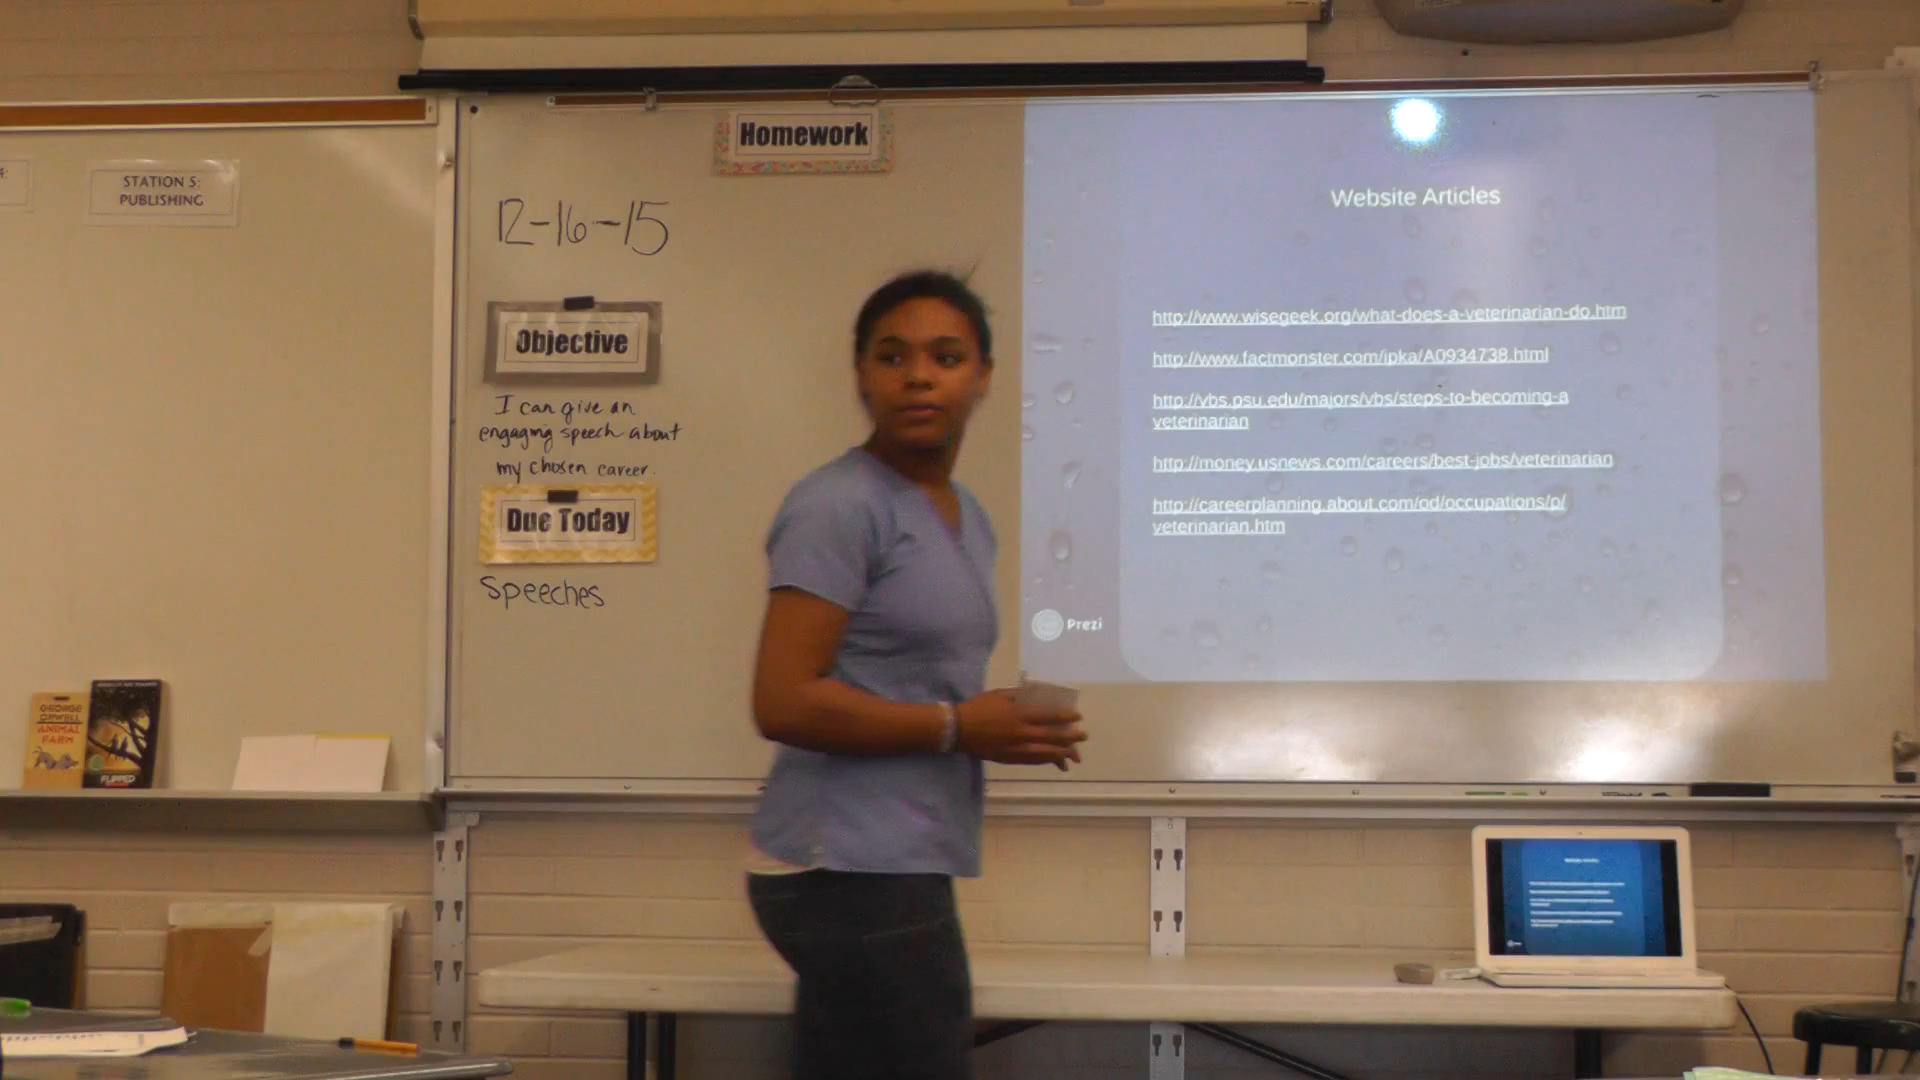 STATION 5:
PUBLISHING
Homework
12-16-15
Objective
I can give an
engaging speech about
my chosen career.
Due Today
Speeches
Website Articles
http://www.wisegeek.org/what-does-a-veterinarian-do.htm
http://www.factmonster.com/ipka/A0934738.html
http://vbs.psu.edu/majors/vbs/steps-to-becoming-a
veterinarian
http://money.usnews.com/careers/best-jobs/veterinarian
http://careerplanning.about.com/od/occupations/p/
veterinarian.htm
Prezi
GEORGE
ORWELL
ANIMAL
FARM
FLIPPED